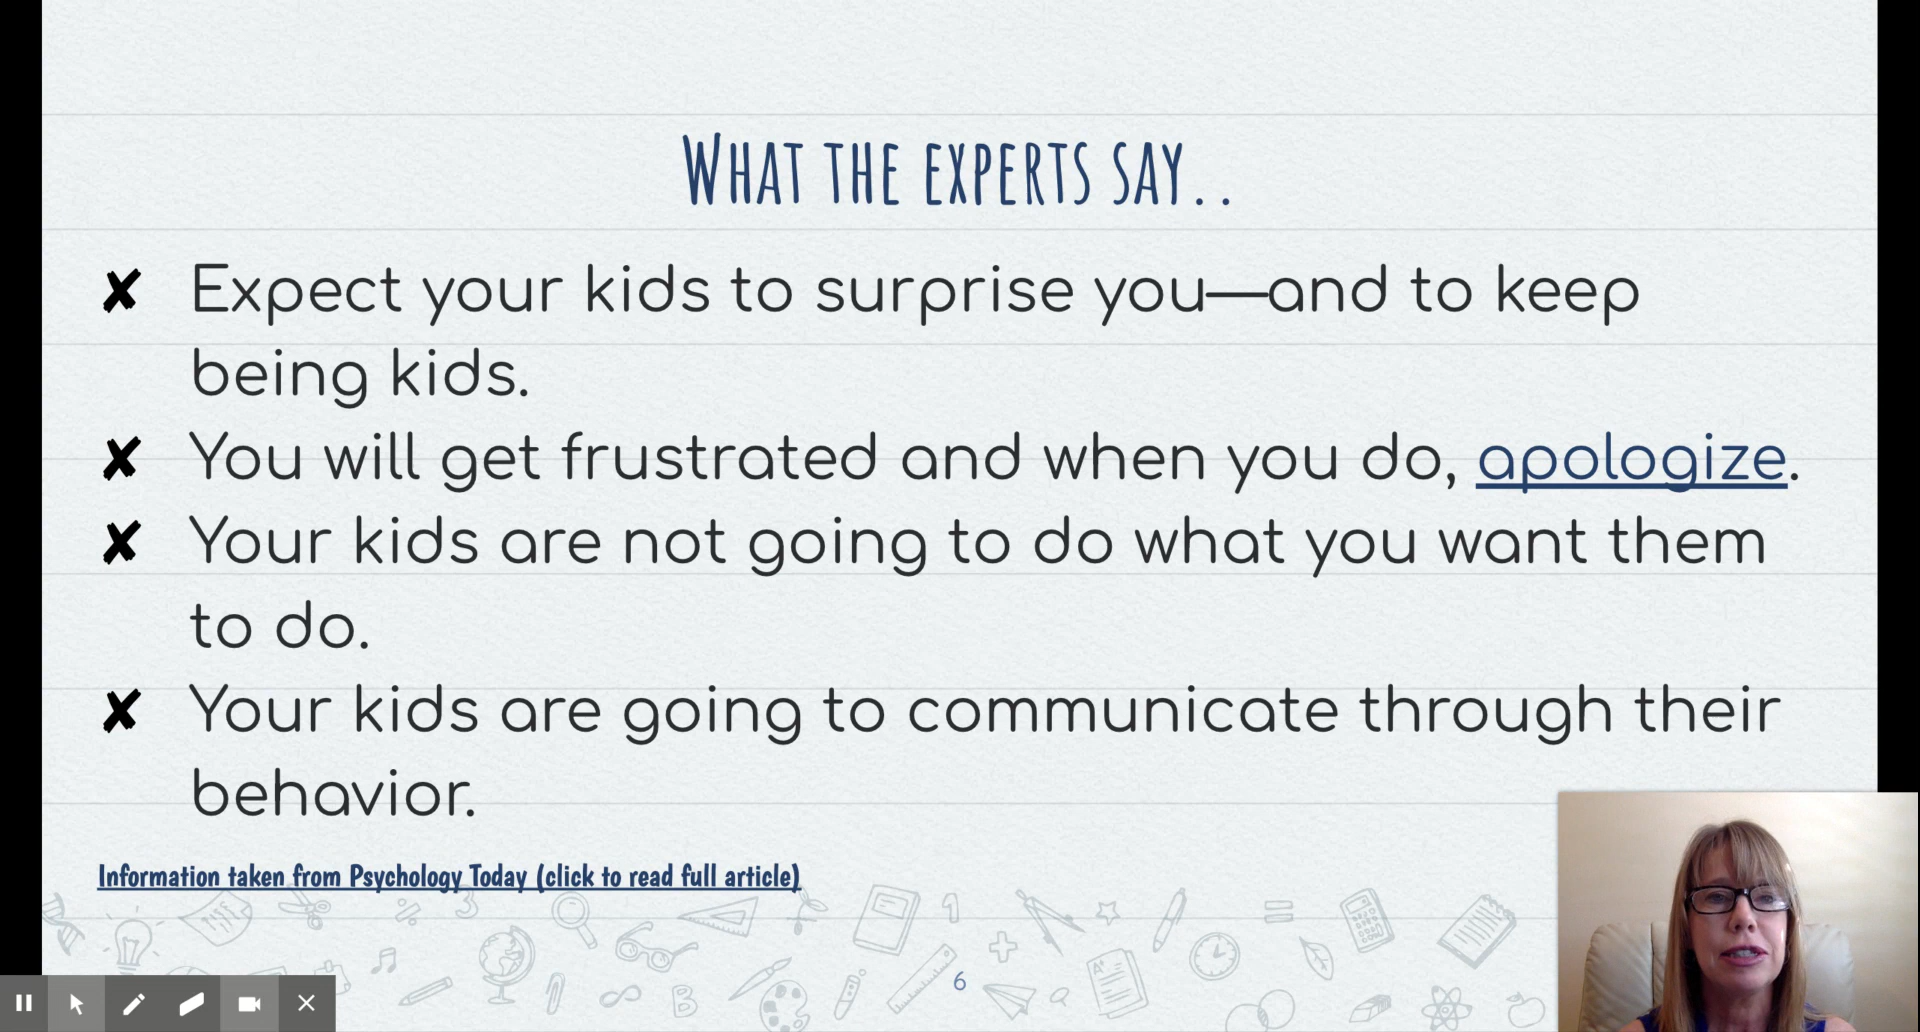 What the experts say..
✘ Expect your kids to surprise you—and to keep
being kids.
✘ You will get frustrated and when you do, apologize.
✘ Your kids are not going to do what you want them
to do.
✘ Your kids are going to communicate through their
behavior.
Information taken from Psychology Today (click to read full article)
3
1
A+
B
6